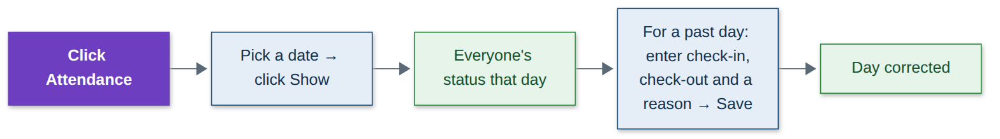 Click
Attendance
Pick a date →
click Show
Everyone's
status that day
For a past day:
enter check-in,
check-out and a
reason → Save
Day corrected